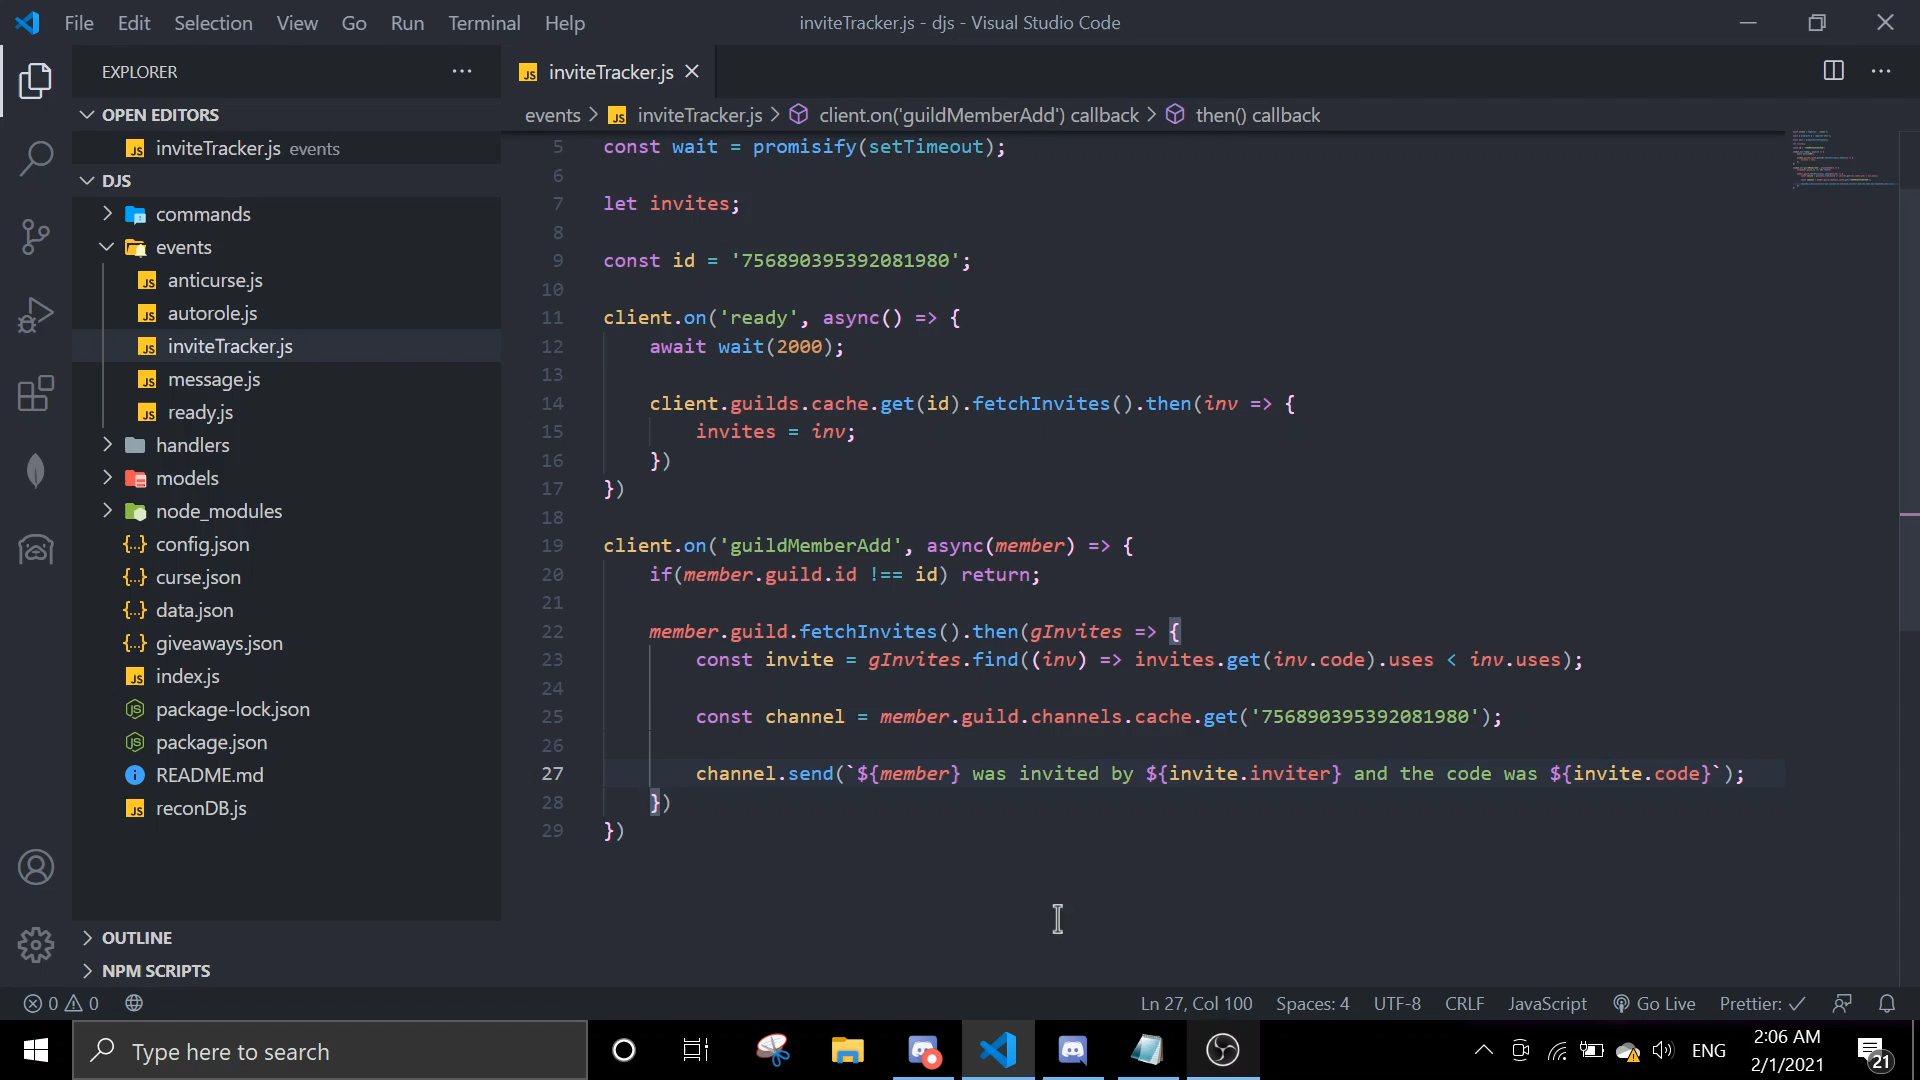 File Edit Selection View Go Run Terminal Help
inviteTracker.js - djs - Visual Studio Code
EXPLORER
OPEN EDITORS
inviteTracker.js events
DJS
commands
events
anticurse.js
autorole.js
inviteTracker.js
message.js
ready.js
handlers
models
node_modules
config.json
curse.json
data.json
giveaways.json
index.js
package-lock.json
package.json
README.md
reconDB.js
OUTLINE
NPM SCRIPTS
inviteTracker.js
events > inviteTracker.js > client.on('guildMemberAdd') callback > then() callback
5 const wait = promisify(setTimeout);
6
7 let invites;
8
9 const id = '756890395392081980';
10
11 client.on('ready', async() => {
12 await wait(2000);
13
14 client.guilds.cache.get(id).fetchInvites().then(inv => {
15 invites = inv;
16 })
17 })
18
19 client.on('guildMemberAdd', async(member) => {
20 if(member.guild.id !== id) return;
21
22 member.guild.fetchInvites().then(gInvites => {
23 const invite = gInvites.find((inv) => invites.get(inv.code).uses < inv.uses);
24
25 const channel = member.guild.channels.cache.get('756890395392081980');
26
27 channel.send(`${member} was invited by ${invite.inviter} and the code was ${invite.code}`);
28 })
29 })
0 0
Ln 27, Col 100 Spaces: 4 UTF-8 CRLF JavaScript Go Live Prettier: ✓
Type here to search
ENG
2:06 AM
2/1/2021
21